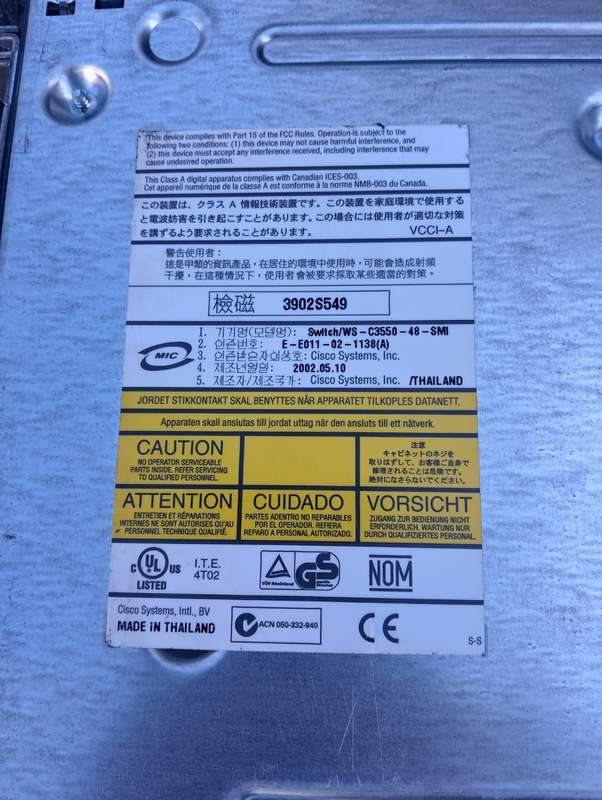 This device complies with Part 15 of the FCC Rules. Operation is subject to the
following two conditions: (1) this device may not cause harmful interference, and
(2) this device must accept any interference received, including interference that may
cause undesired operation.
This Class A digital apparatus complies with Canadian ICES-003.
Cet appareil numérique de la classe A est conforme à la norme NMB-003 du Canada.
この装置は、クラス A 情報技術装置です。この装置を家庭環境で使用する
と電波妨害を引き起こすことがあります。この場合には使用者が適切な対策
を講ずるよう要求されることがあります。 VCCI-A
警告使用者:
這是甲類的資訊產品，在居住的環境中使用時，可能會造成射頻
干擾，在這種情況下，使用者會被要求採取某些適當的對策。
檢磁 3902S549
MIC
1. 기기명(모델명): Switch/WS-C3550-48-SMI
2. 인증번호: E-E011-02-1138(A)
3. 인증받은자의상호: Cisco Systems, Inc.
4. 제조년월일: 2002.05.10
5. 제조자/제조국가: Cisco Systems, Inc. /THAILAND
JORDET STIKKONTAKT SKAL BENYTTES NÅR APPARATET TILKOPLES DATANETT.
Apparaten skall anslutas till jordat uttag när den ansluts till ett nätverk.
CAUTION
NO OPERATOR SERVICEABLE
PARTS INSIDE. REFER SERVICING
TO QUALIFIED PERSONNEL.
注意
キャビネットのネジを
取りはずして、お客様ご自身で
修理されることは危険です。
絶対になさらないでください。
ATTENTION
ENTRETIEN ET RÉPARATIONS
INTERNES NE SONT AUTORISÉS QU'AU
PERSONNEL TECHNIQUE QUALIFIÉ.
CUIDADO
PARTES ADENTRO NO REPARABLES
POR EL OPERADOR, REFIERA
REPARO A PERSONAL AUTORIZADO.
VORSICHT
ZUGANG ZUR BEDIENUNG NICHT
ERFORDERLICH. WARTUNG NUR
DURCH QUALIFIZIERTES PERSONAL.
C UL US
LISTED
I.T.E.
4T02
TÜV Rheinland
GS
NOM
Cisco Systems, Intl., BV
MADE IN THAILAND
ACN 050-332-940
CE
S-S